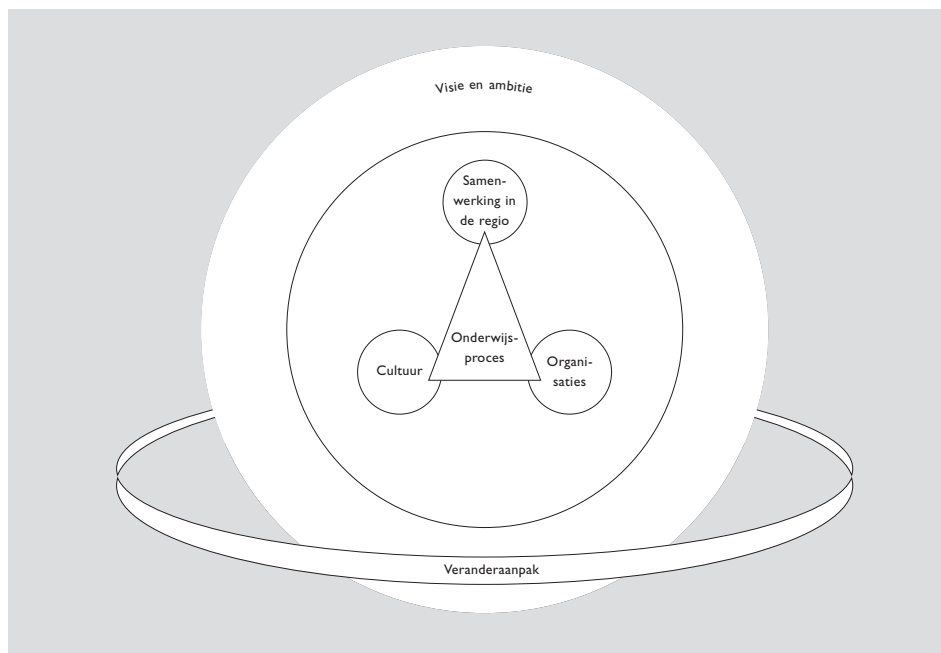 Visie en ambitie
Samen-
werking in
de regio
Onderwijs-
proces
Cultuur
Organi-
saties
Veranderaanpak